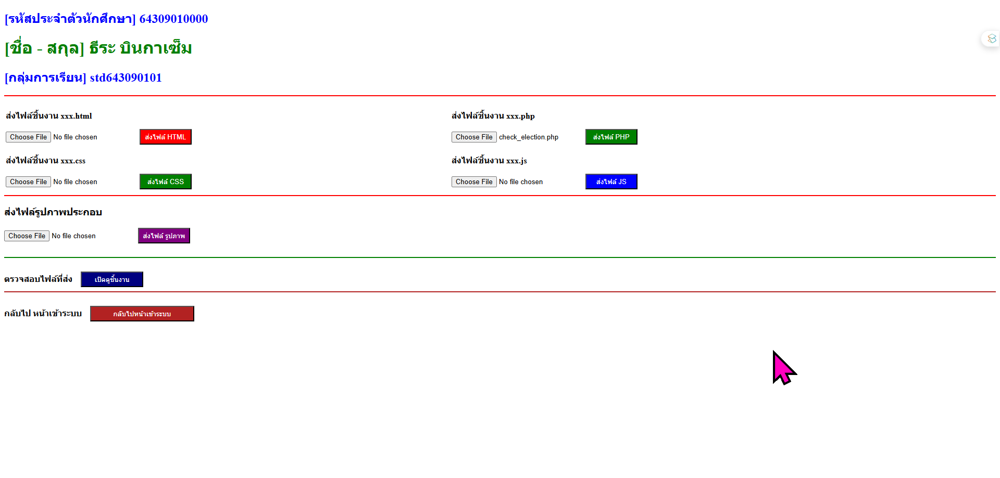 [รหัสประจำตัวนักศึกษา] 64309010000
[ชื่อ - สกุล] ธีระ บินกาเซ็ม
[กลุ่มการเรียน] std643090101
ส่งไฟล์ชิ้นงาน xxx.html
ส่งไฟล์ชิ้นงาน xxx.php
Choose File No file chosen ส่งไฟล์ HTML
Choose File check_election.php ส่งไฟล์ PHP
ส่งไฟล์ชิ้นงาน xxx.css
ส่งไฟล์ชิ้นงาน xxx.js
Choose File No file chosen ส่งไฟล์ CSS
Choose File No file chosen ส่งไฟล์ JS
ส่งไฟล์รูปภาพประกอบ
Choose File No file chosen ส่งไฟล์ รูปภาพ
ตรวจสอบไฟล์ที่ส่ง เปิดดูชิ้นงาน
กลับไป หน้าเข้าระบบ กลับไปหน้าเข้าระบบ